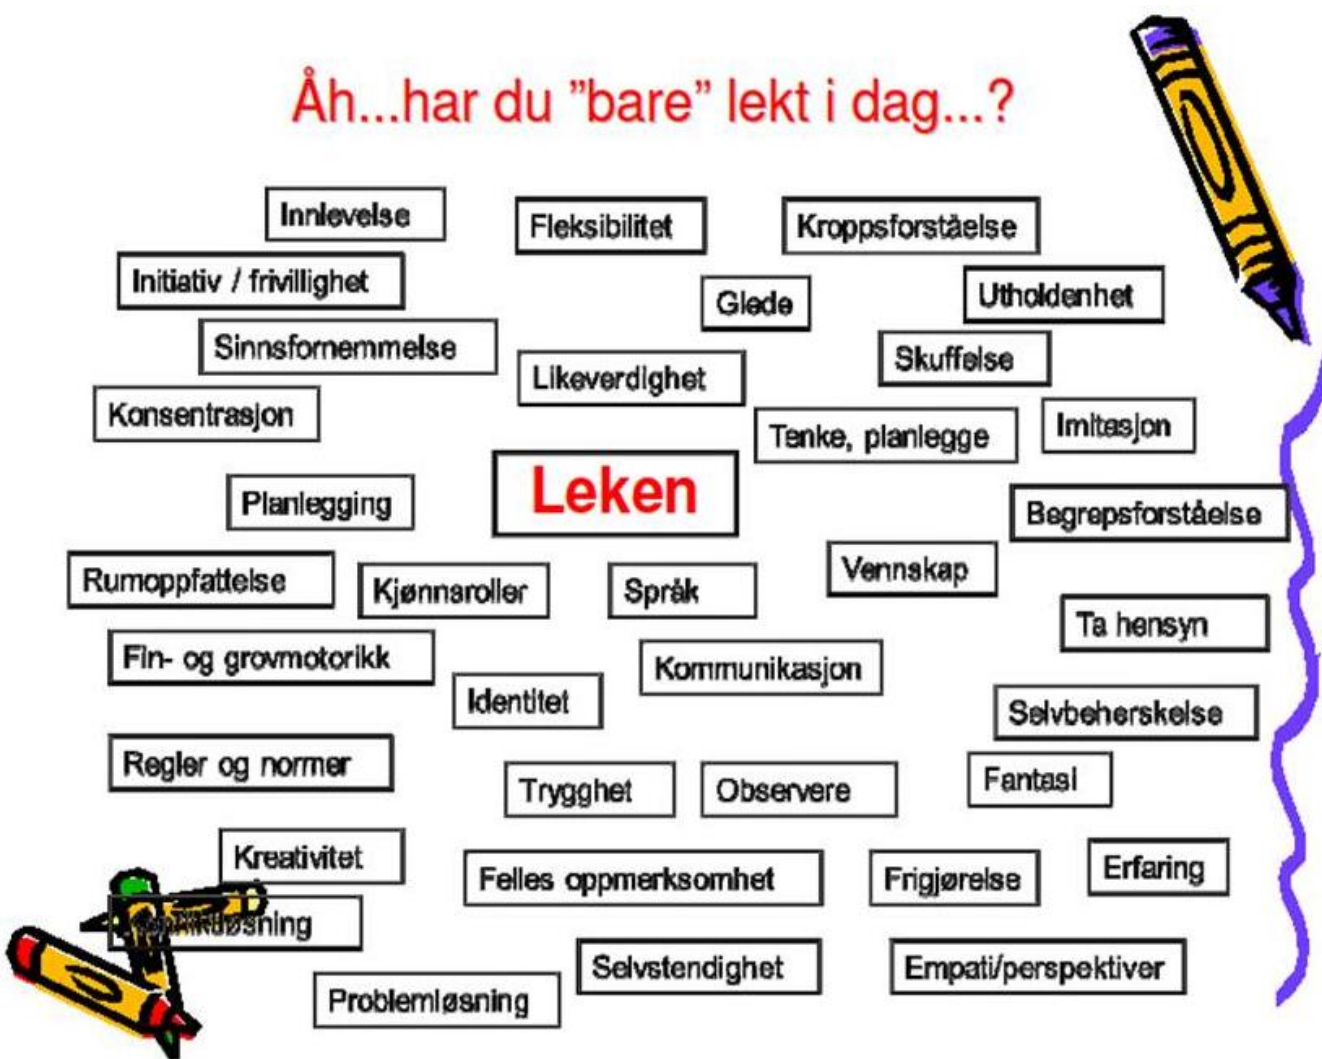 Åh...har du "bare" lekt i dag...?
Innlevelse
Fleksibilitet
Kroppsforståelse
Initiativ / frivillighet
Glede
Utholdenhet
Sinnsfornemmelse
Likeverdighet
Skuffelse
Konsentrasjon
Tenke, planlegge
Imitasjon
Planlegging
Leken
Begrepsforståelse
Rumoppfattelse
Kjønnsroller
Språk
Vennskap
Ta hensyn
Fin- og grovmotorikk
Identitet
Kommunikasjon
Selvbeherskelse
Regler og normer
Trygghet
Observere
Fantasi
Kreativitet
Felles oppmerksomhet
Frigjørelse
Erfaring
Konfliktløsning
Selvstendighet
Empati/perspektiver
Problemløsning